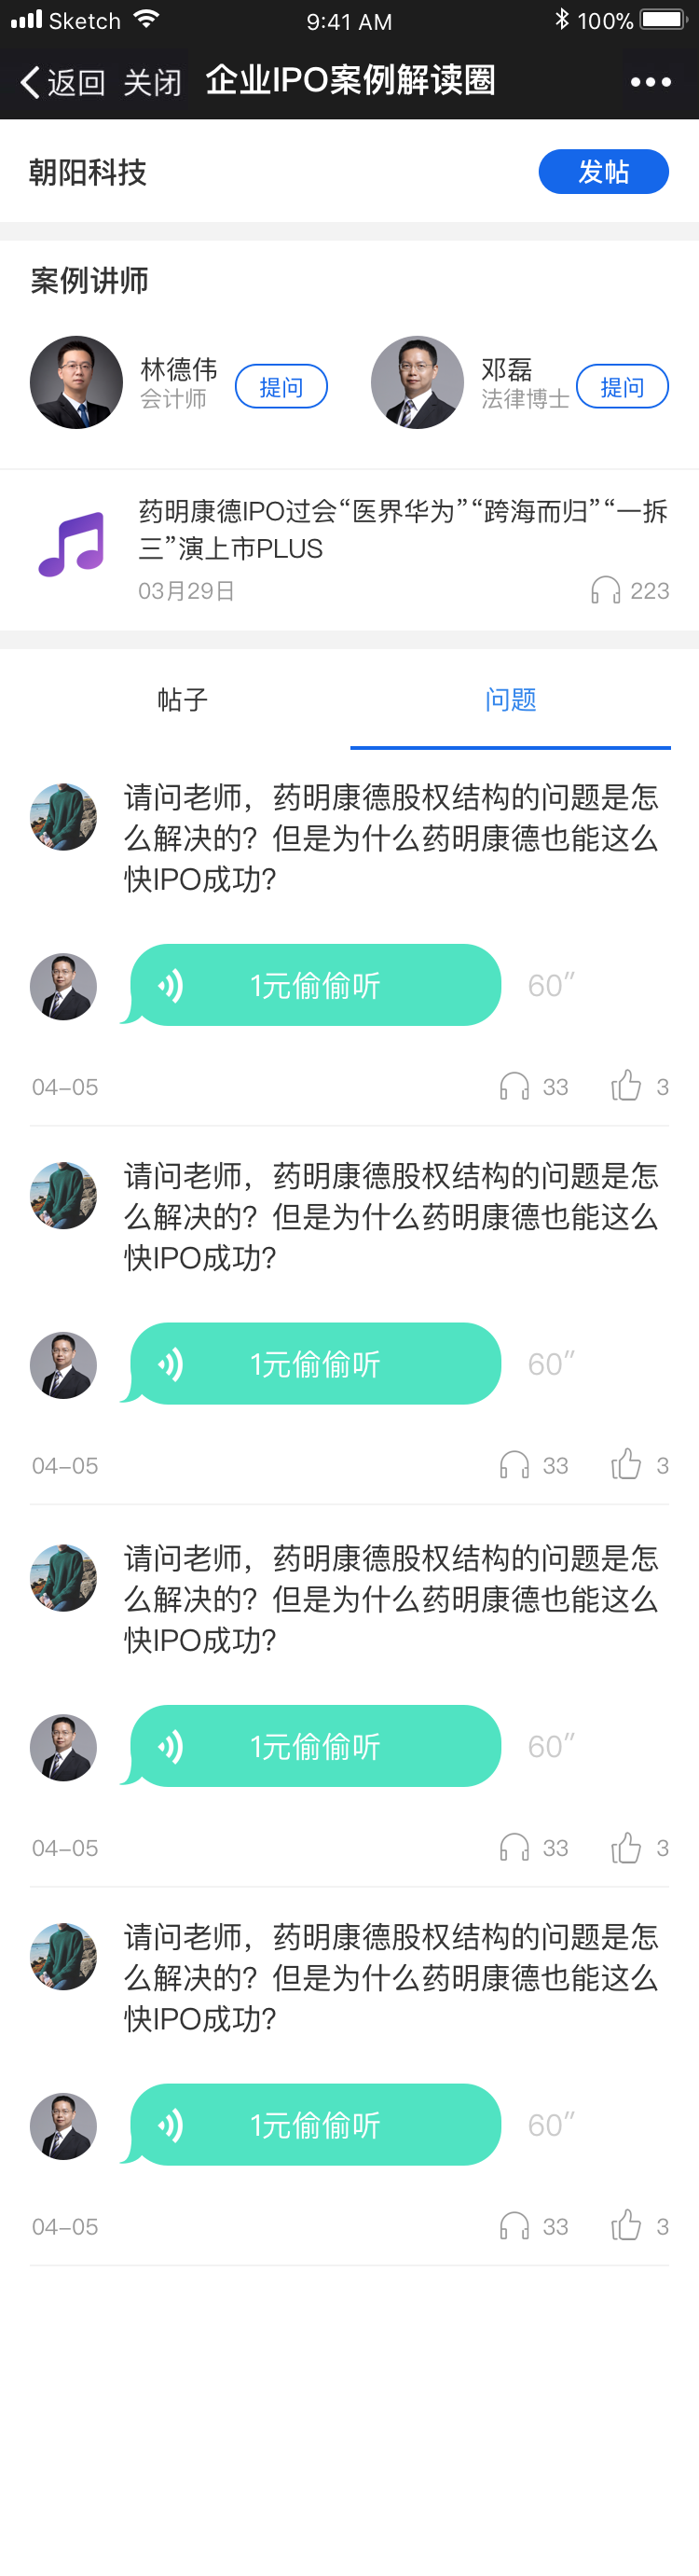 Sketch 9:41 AM 100%
返回 关闭 企业IPO案例解读圈
朝阳科技 发帖
案例讲师
林德伟 会计师 提问
邓磊 法律博士 提问
药明康德IPO过会“医界华为”“跨海而归”“一拆
三”演上市PLUS
03月29日 223
帖子 问题
请问老师，药明康德股权结构的问题是怎
么解决的？但是为什么药明康德也能这么
快IPO成功？
1元偷偷听 60″
04-05 33 3
请问老师，药明康德股权结构的问题是怎
么解决的？但是为什么药明康德也能这么
快IPO成功？
1元偷偷听 60″
04-05 33 3
请问老师，药明康德股权结构的问题是怎
么解决的？但是为什么药明康德也能这么
快IPO成功？
1元偷偷听 60″
04-05 33 3
请问老师，药明康德股权结构的问题是怎
么解决的？但是为什么药明康德也能这么
快IPO成功？
1元偷偷听 60″
04-05 33 3